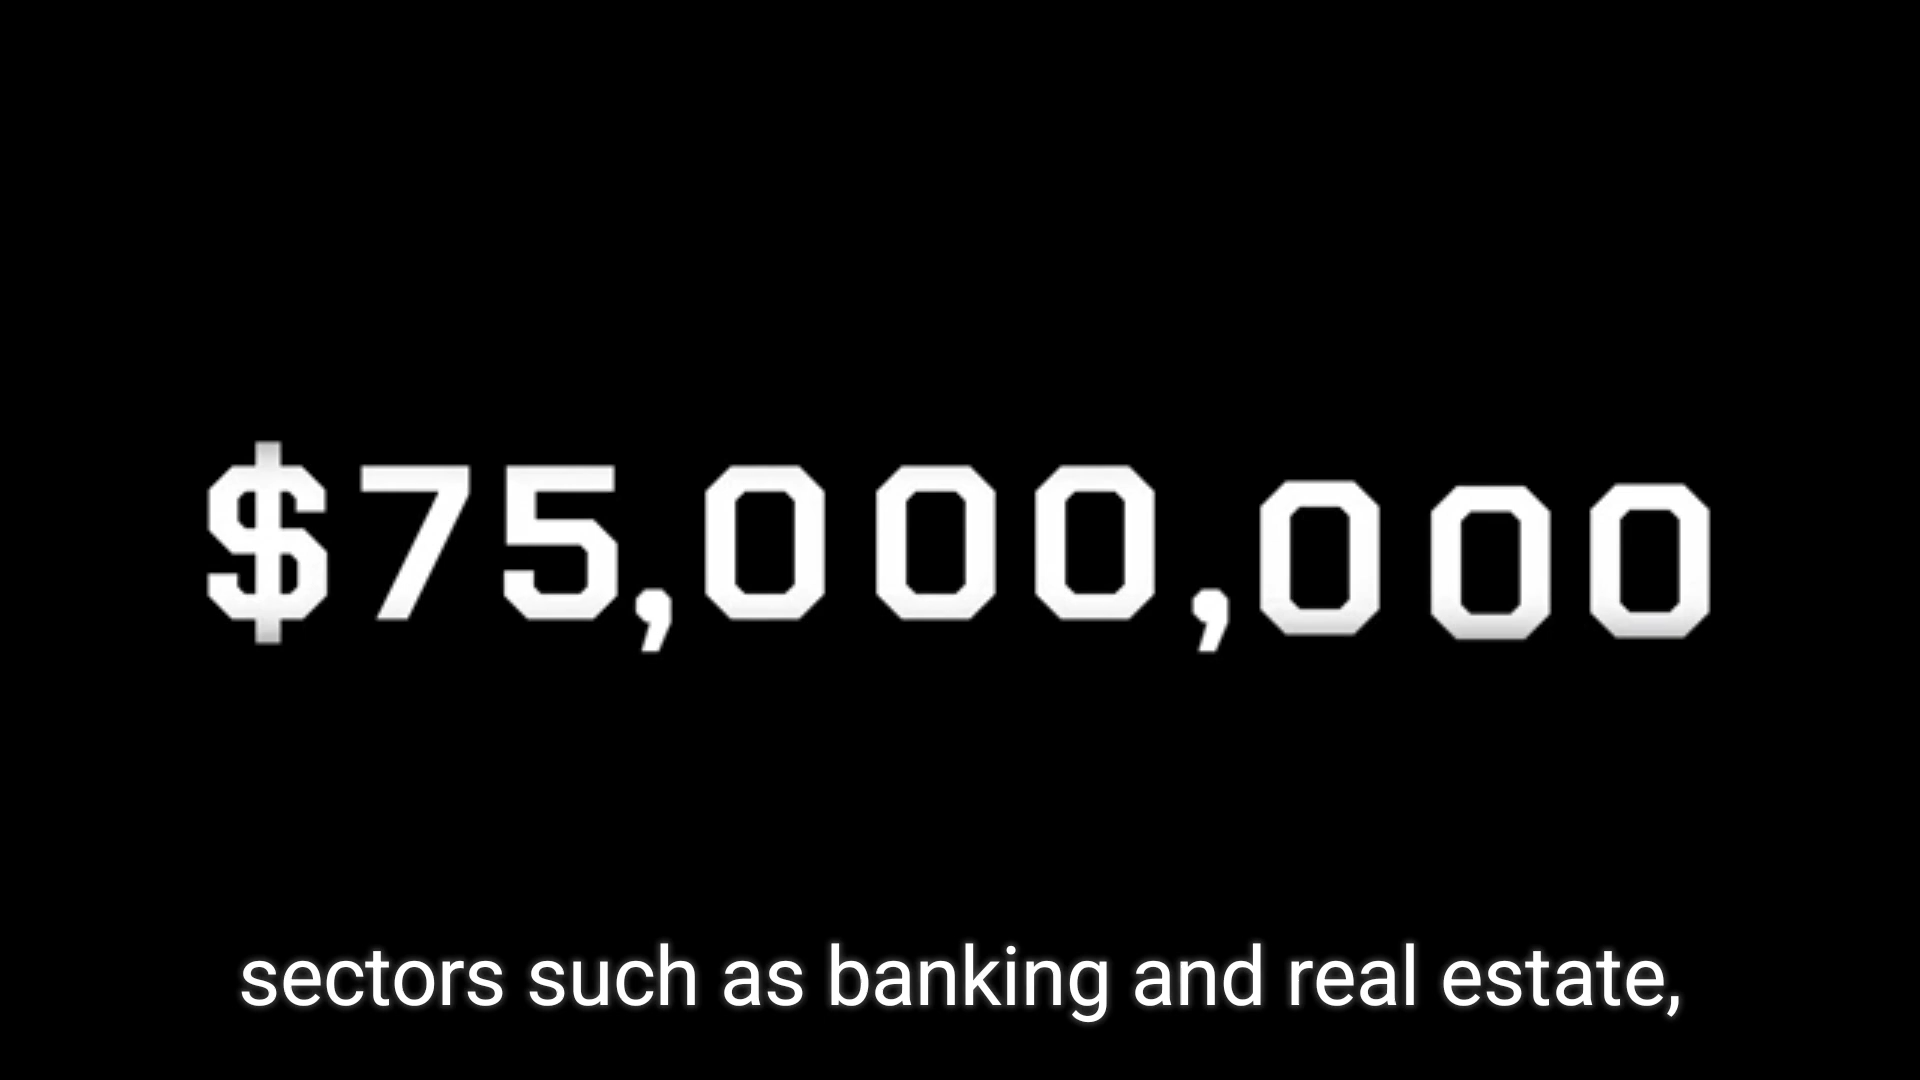 $75,000,000
sectors such as banking and real estate,